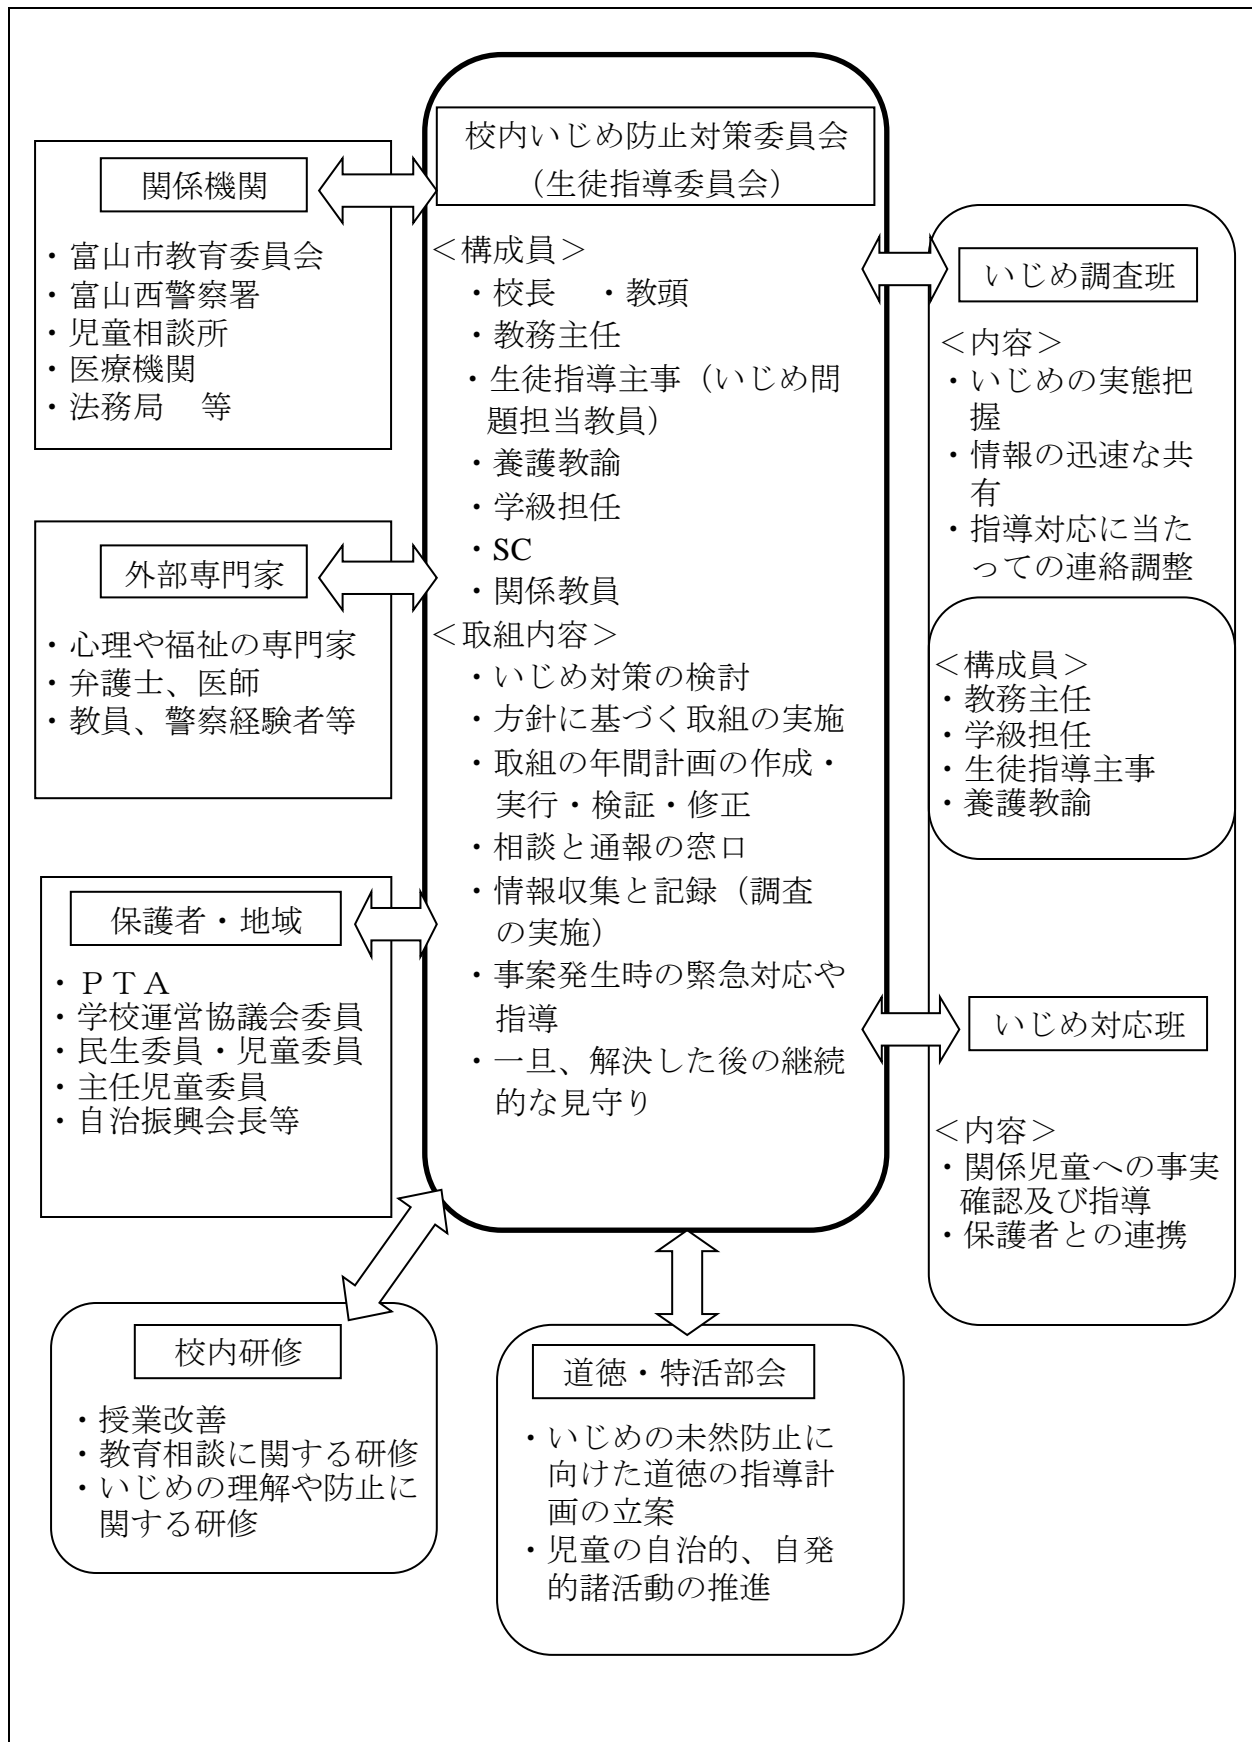 校内いじめ防止対策委員会
（生徒指導委員会）
＜構成員＞
・校長　・教頭
・教務主任
・生徒指導主事（いじめ問
題担当教員）
・養護教諭
・学級担任
・SC
・関係教員
＜取組内容＞
・いじめ対策の検討
・方針に基づく取組の実施
・取組の年間計画の作成・
実行・検証・修正
・相談と通報の窓口
・情報収集と記録（調査
の実施）
・事案発生時の緊急対応や
指導
・一旦、解決した後の継続
的な見守り
関係機関
・富山市教育委員会
・富山西警察署
・児童相談所
・医療機関
・法務局　等
外部専門家
・心理や福祉の専門家
・弁護士、医師
・教員、警察経験者等
保護者・地域
・ＰＴＡ
・学校運営協議会委員
・民生委員・児童委員
・主任児童委員
・自治振興会長等
いじめ調査班
＜内容＞
・いじめの実態把
握
・情報の迅速な共
有
・指導対応に当た
っての連絡調整
＜構成員＞
・教務主任
・学級担任
・生徒指導主事
・養護教諭
いじめ対応班
＜内容＞
・関係児童への事実
確認及び指導
・保護者との連携
校内研修
・授業改善
・教育相談に関する研修
・いじめの理解や防止に
関する研修
道徳・特活部会
・いじめの未然防止に
向けた道徳の指導計
画の立案
・児童の自治的、自発
的諸活動の推進